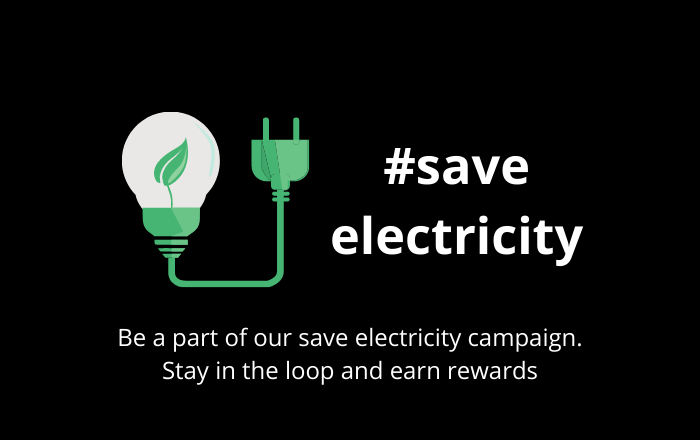 #save
electricity
Be a part of our save electricity campaign.
Stay in the loop and earn rewards